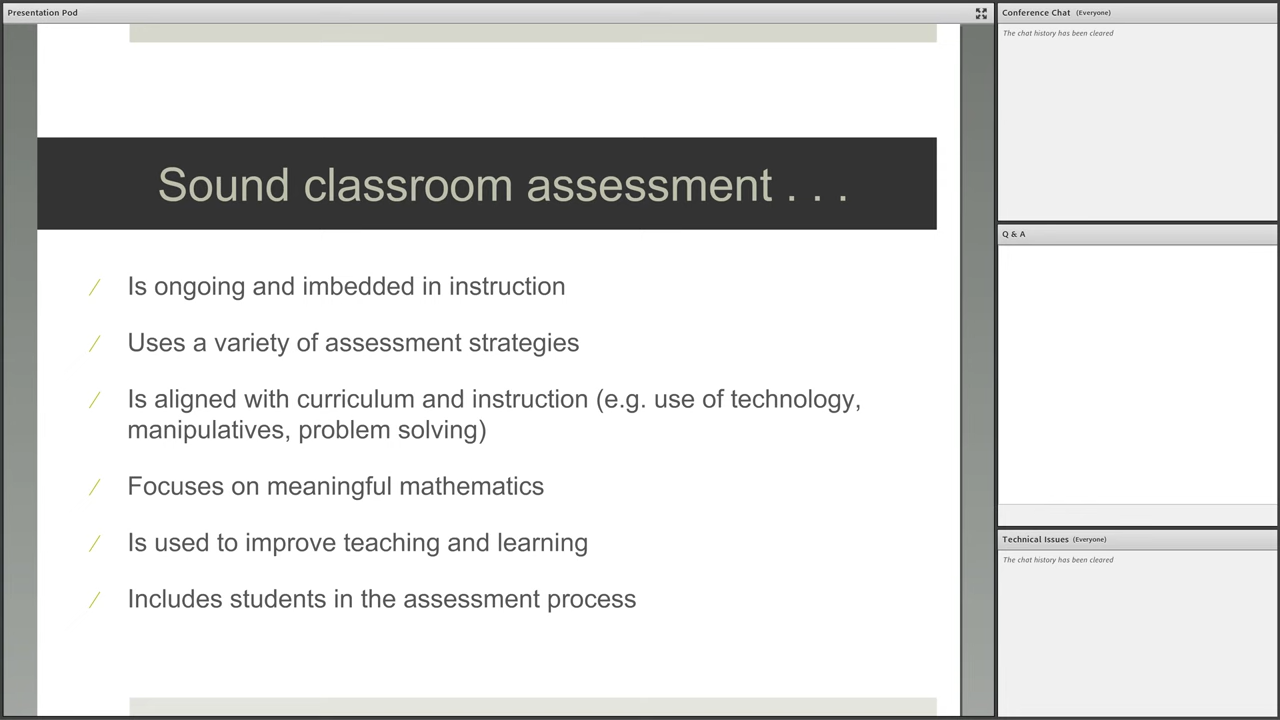 Presentation Pod
Sound classroom assessment . . .
Is ongoing and imbedded in instruction
Uses a variety of assessment strategies
Is aligned with curriculum and instruction (e.g. use of technology,
manipulatives, problem solving)
Focuses on meaningful mathematics
Is used to improve teaching and learning
Includes students in the assessment process
Conference Chat (Everyone)
The chat history has been cleared
Q & A
Technical Issues (Everyone)
The chat history has been cleared